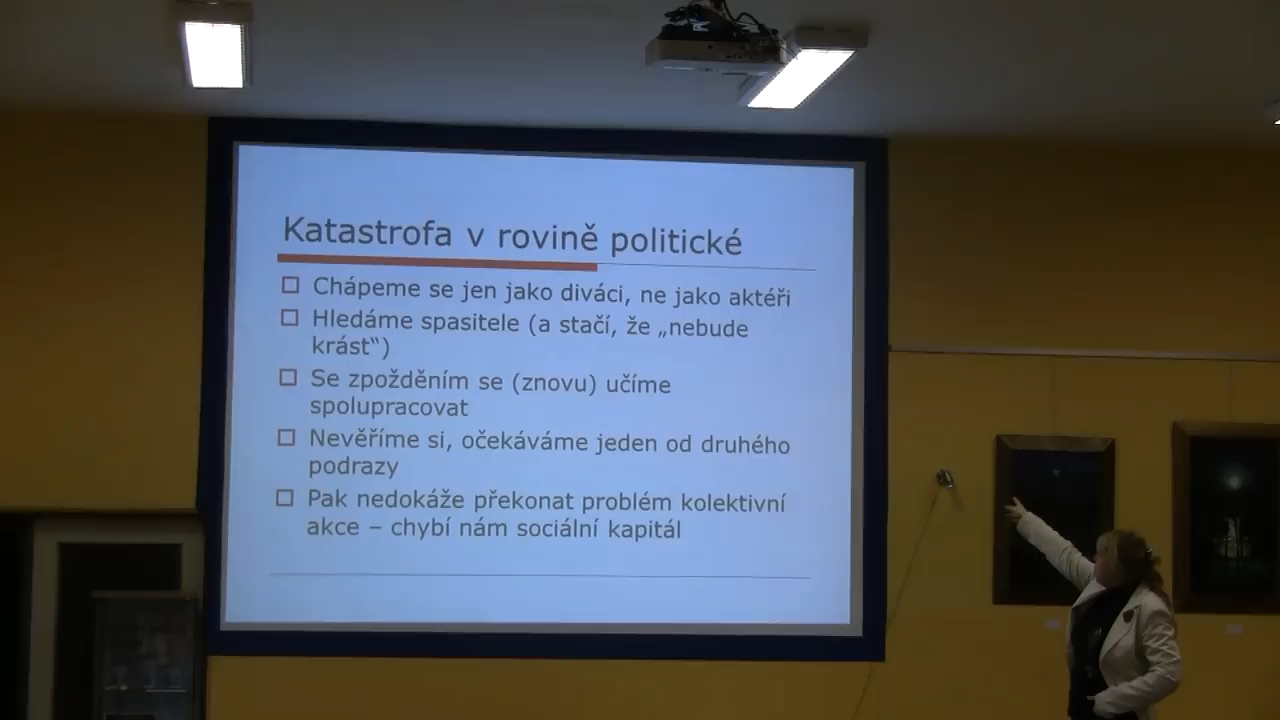 Katastrofa v rovině politické
Chápeme se jen jako diváci, ne jako aktéři
Hledáme spasitele (a stačí, že „nebude
krást“)
Se zpožděním se (znovu) učíme
spolupracovat
Nevěříme si, očekáváme jeden od druhého
podrazy
Pak nedokáže překonat problém kolektivní
akce – chybí nám sociální kapitál